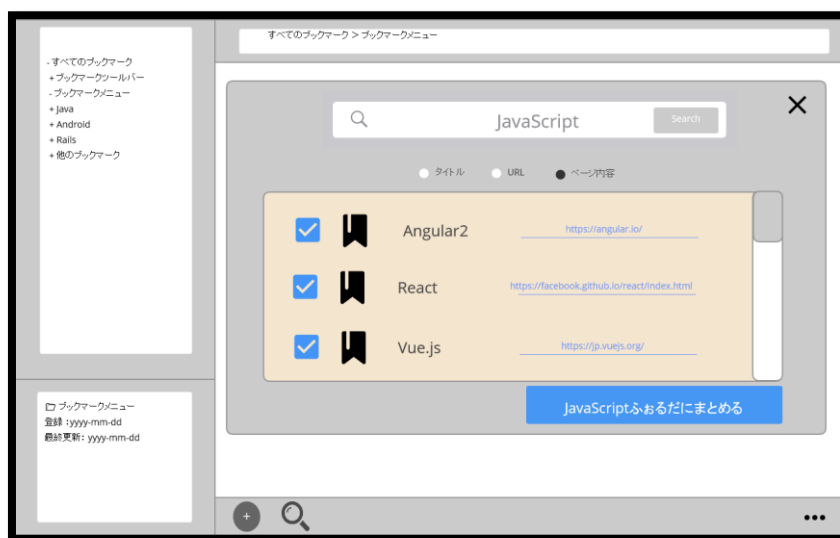 - すべてのブックマーク
+ ブックマークツールバー
- ブックマークメニュー
+ Java
+ Android
+ Rails
+ 他のブックマーク
ブックマークメニュー
登録 : yyyy-mm-dd
最終更新: yyyy-mm-dd
すべてのブックマーク > ブックマークメニュー
JavaScript Search
タイトル URL ページ内容
Angular2 https://angular.io/
React https://facebook.github.io/react/index.html
Vue.js https://jp.vuejs.org/
JavaScriptふぉるだにまとめる